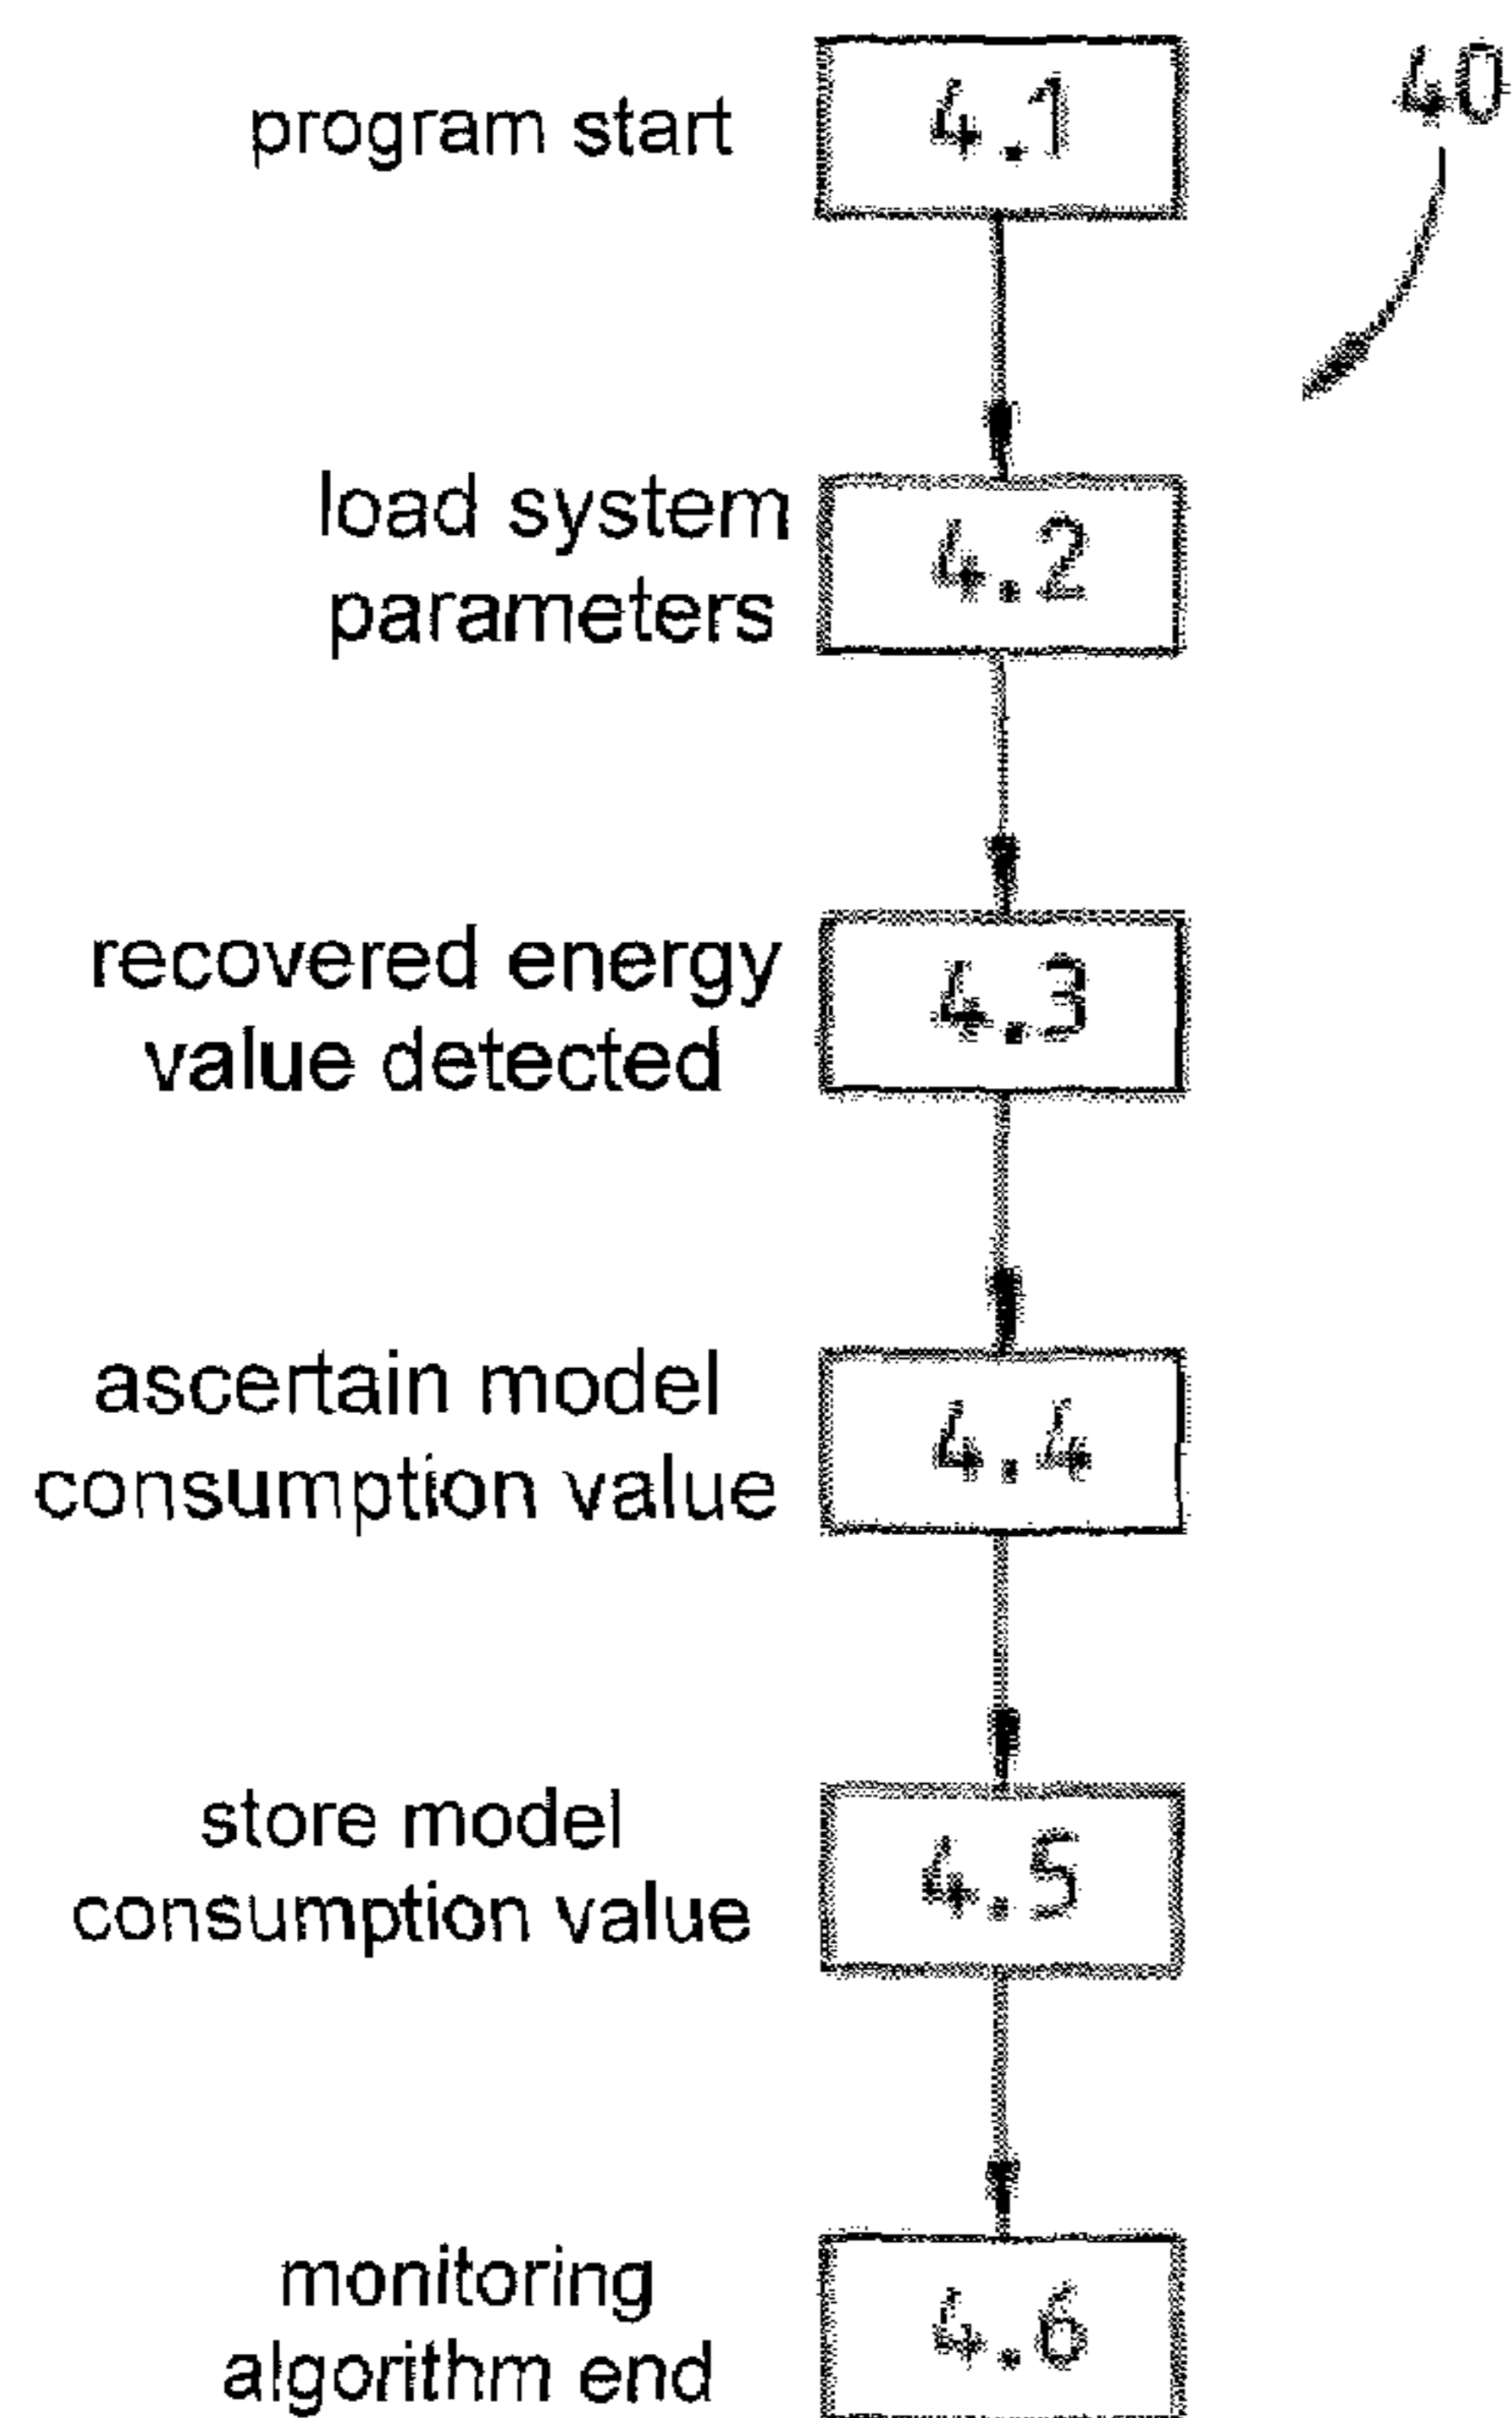 program start
4.1
40
load system
parameters
4.2
recovered energy
value detected
4.3
ascertain model
consumption value
4.4
store model
consumption value
4.5
monitoring
algorithm end
4.6